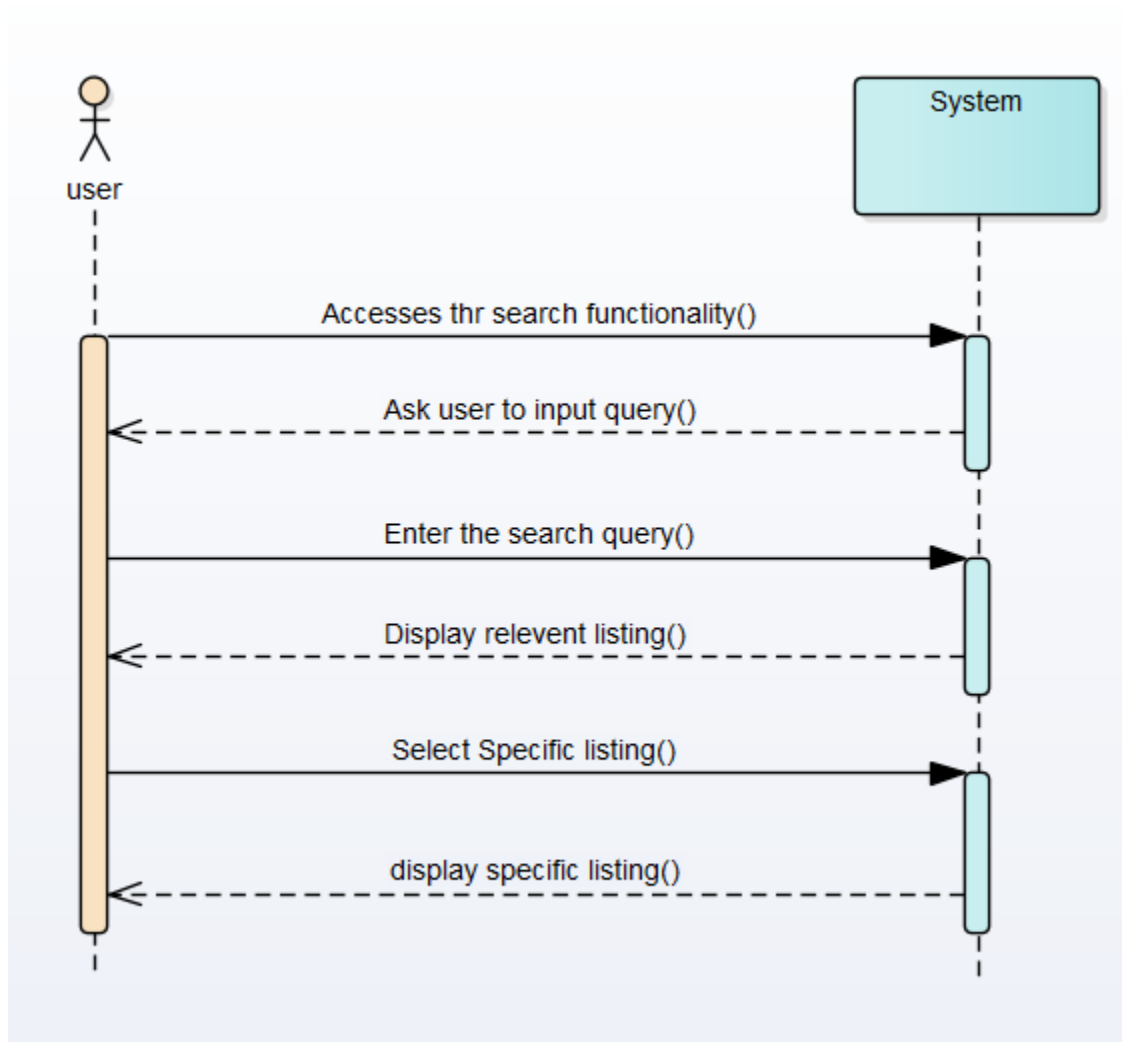 System
user
Accesses thr search functionality()
Ask user to input query()
Enter the search query()
Display relevent listing()
Select Specific listing()
display specific listing()